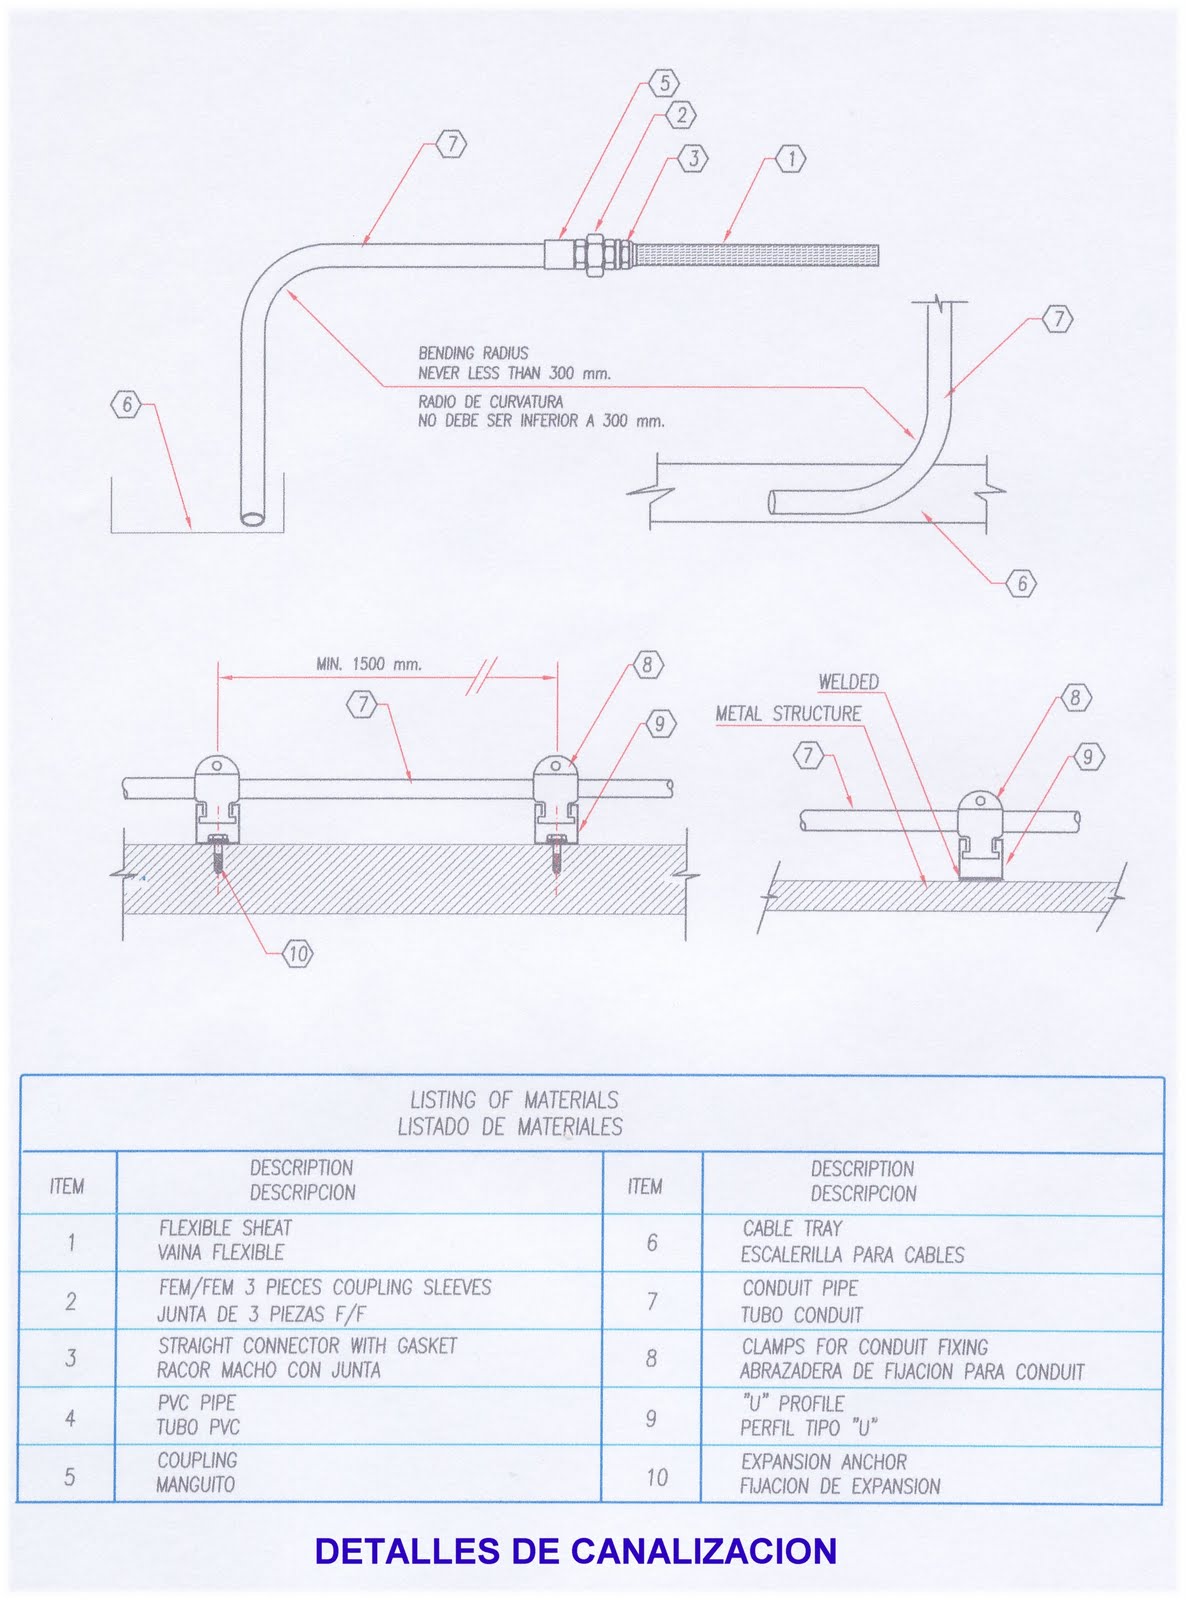 5
2
7
3
1
7
BENDING RADIUS
NEVER LESS THAN 300 mm.
RADIO DE CURVATURA
NO DEBE SER INFERIOR A 300 mm.
6
6
MIN. 1500 mm.
8
7
9
10
WELDED
METAL STRUCTURE
8
7
9
LISTING OF MATERIALS
LISTADO DE MATERIALES
ITEM
DESCRIPTION
DESCRIPCION
ITEM
DESCRIPTION
DESCRIPCION
1
FLEXIBLE SHEAT
VAINA FLEXIBLE
6
CABLE TRAY
ESCALERILLA PARA CABLES
2
FEM/FEM 3 PIECES COUPLING SLEEVES
JUNTA DE 3 PIEZAS F/F
7
CONDUIT PIPE
TUBO CONDUIT
3
STRAIGHT CONNECTOR WITH GASKET
RACOR MACHO CON JUNTA
8
CLAMPS FOR CONDUIT FIXING
ABRAZADERA DE FIJACION PARA CONDUIT
4
PVC PIPE
TUBO PVC
9
"U" PROFILE
PERFIL TIPO "U"
5
COUPLING
MANGUITO
10
EXPANSION ANCHOR
FIJACION DE EXPANSION
DETALLES DE CANALIZACION